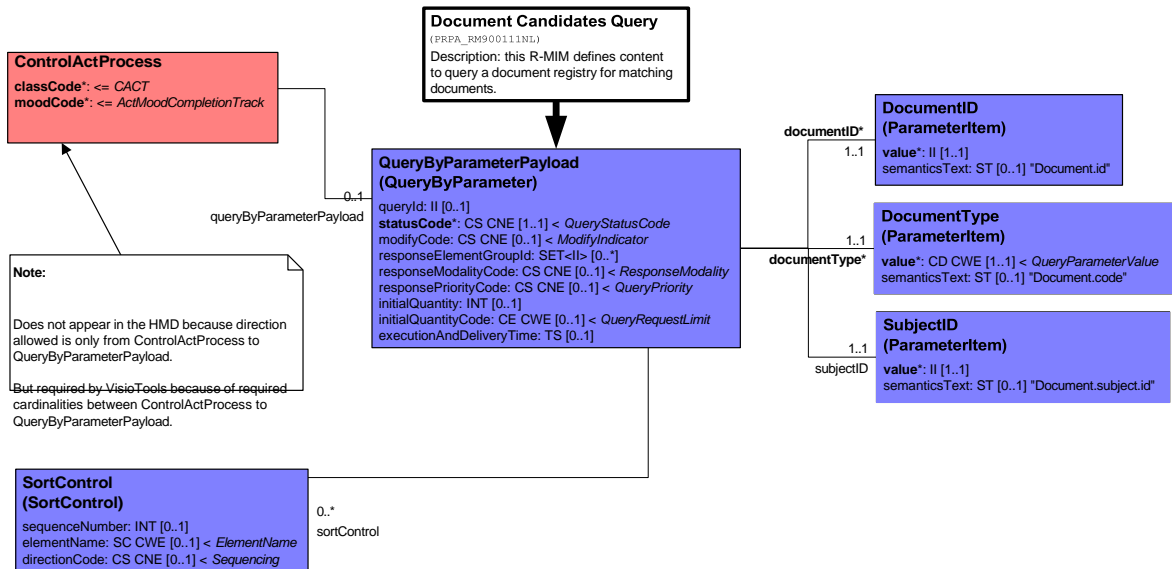 Document Candidates Query
(PRPA_RM900111NL)
Description: this R-MIM defines content
to query a document registry for matching
documents.
ControlActProcess
classCode*: <= CACT
moodCode*: <= ActMoodCompletionTrack
0..1
queryByParameterPayload
QueryByParameterPayload
(QueryByParameter)
queryId: II [0..1]
statusCode*: CS CNE [1..1] < QueryStatusCode
modifyCode: CS CNE [0..1] < ModifyIndicator
responseElementGroupId: SET<II> [0..*]
responseModalityCode: CS CNE [0..1] < ResponseModality
responsePriorityCode: CS CNE [0..1] < QueryPriority
initialQuantity: INT [0..1]
initialQuantityCode: CE CWE [0..1] < QueryRequestLimit
executionAndDeliveryTime: TS [0..1]
documentID*
1..1
DocumentID
(ParameterItem)
value*: II [1..1]
semanticsText: ST [0..1] "Document.id"
1..1
documentType*
DocumentType
(ParameterItem)
value*: CD CWE [1..1] < QueryParameterValue
semanticsText: ST [0..1] "Document.code"
1..1
subjectID
SubjectID
(ParameterItem)
value*: II [1..1]
semanticsText: ST [0..1] "Document.subject.id"
Note:
Does not appear in the HMD because direction
allowed is only from ControlActProcess to
QueryByParameterPayload.
But required by VisioTools because of required
cardinalities between ControlActProcess to
QueryByParameterPayload.
SortControl
(SortControl)
sequenceNumber: INT [0..1]
elementName: SC CWE [0..1] < ElementName
directionCode: CS CNE [0..1] < Sequencing
0..*
sortControl